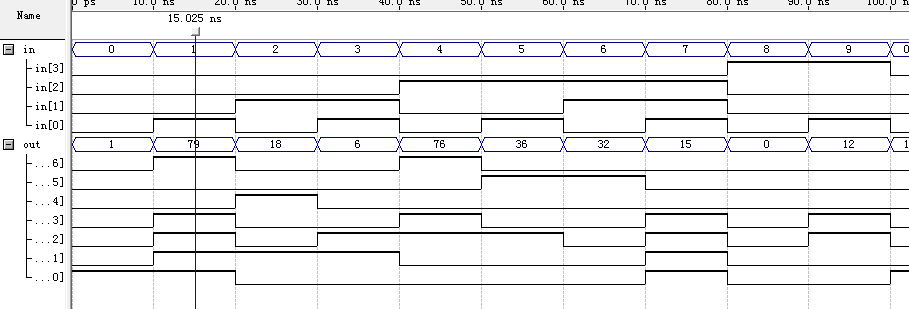 0 ps 10.0 ns 20.0 ns 30.0 ns 40.0 ns 50.0 ns 60.0 ns 70.0 ns 80.0 ns 90.0 ns 100.0
Name
15.025 ns
in 0 1 2 3 4 5 6 7 8 9 0
in[3]
in[2]
in[1]
in[0]
out 1 79 18 6 76 36 32 15 0 12 1
...6]
...5]
...4]
...3]
...2]
...1]
...0]